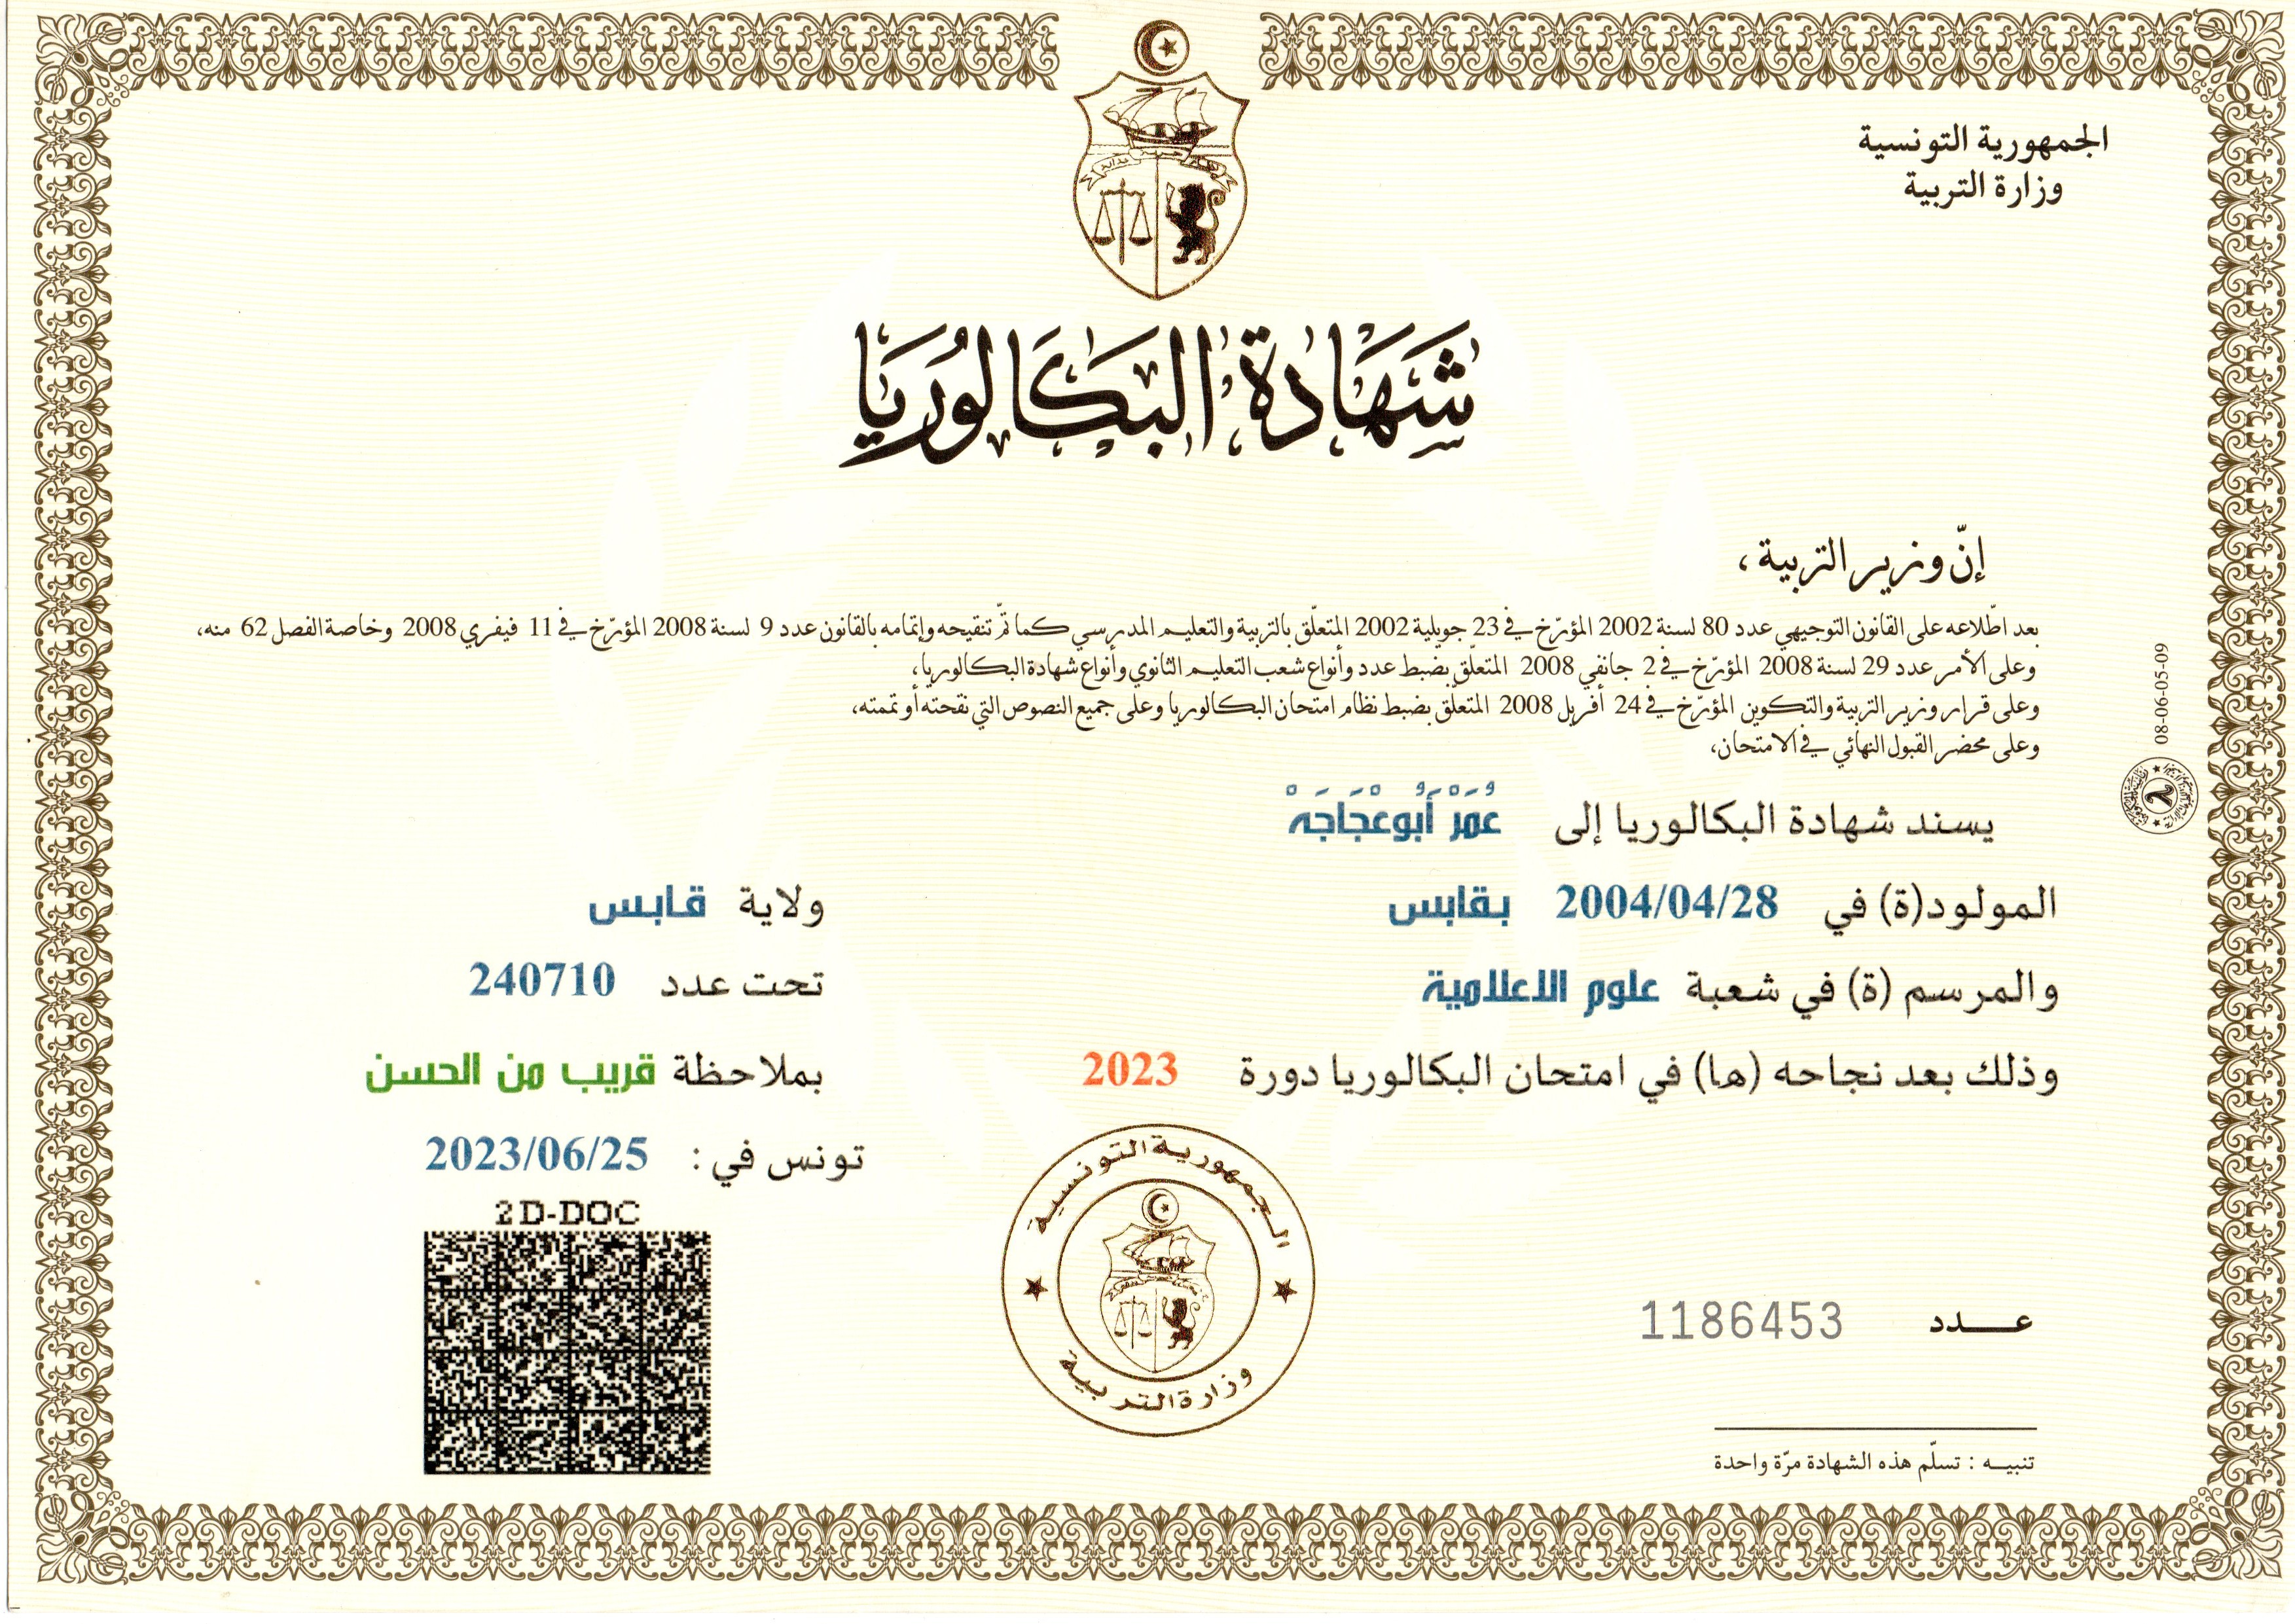 الجمهورية التونسية
وزارة التربية
شَهَادَةُ البَكَالُورِيَا
إنّ وزير التربية،
بعد اطّلاعه على القانون التوجيهي عدد 80 لسنة 2002 المؤرّخ في 23 جويلية 2002 المتعلّق بالتربية والتعليم المدرسي كما تمّ تنقيحه وإتمامه بالقانون عدد 9 لسنة 2008 المؤرّخ في 11 فيفري 2008 وخاصة الفصل 62 منه،
وعلى الأمر عدد 29 لسنة 2008 المؤرّخ في 2 جانفي 2008 المتعلّق بضبط عدد وأنواع شعب التعليم الثانوي وأنواع شهادة البكالوريا،
وعلى قرار وزير التربية والتكوين المؤرّخ في 24 أفريل 2008 المتعلّق بضبط نظام امتحان البكالوريا وعلى جميع النصوص التي نقحته أو تممته،
وعلى محضر القبول النهائي في الامتحان،
08-06-05-09
يسند شهادة البكالوريا إلى عُمَرْ أَبُوعْجَاجَهْ
المولود(ة) في 2004/04/28 بقابس ولاية قابس
والمرسم (ة) في شعبة علوم الاعلامية تحت عدد 240710
وذلك بعد نجاحه (ها) في امتحان البكالوريا دورة 2023 بملاحظة قريب من الحسن
تونس في : 2023/06/25
2D-DOC
الجمهورية التونسية
وزارة التربية
عـــدد 1186453
تنبيـه : تسلّم هذه الشهادة مرّة واحدة